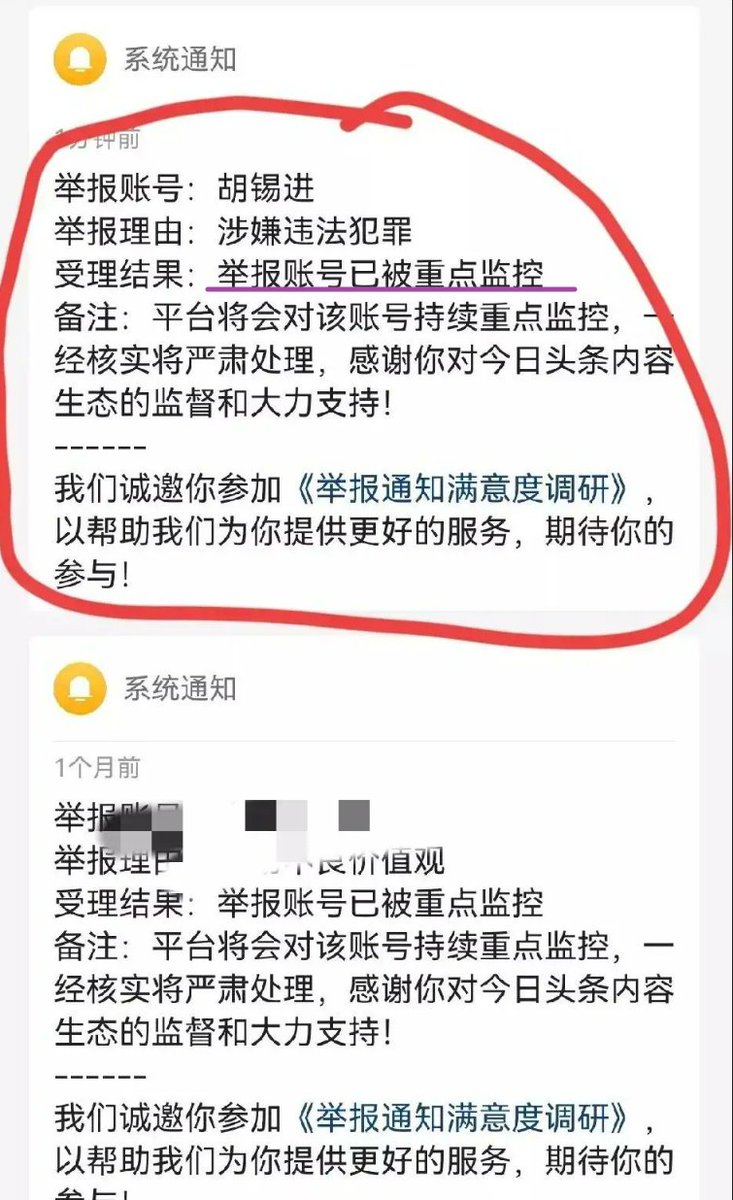 系统通知
1分钟前
举报账号：胡锡进
举报理由：涉嫌违法犯罪
受理结果：举报账号已被重点监控
备注：平台将会对该账号持续重点监控，一
经核实将严肃处理，感谢你对今日头条内容
生态的监督和大力支持！
------
我们诚邀你参加《举报通知满意度调研》，
以帮助我们为你提供更好的服务，期待你的
参与！
系统通知
1个月前
举报账号
举报理由 不良价值观
受理结果：举报账号已被重点监控
备注：平台将会对该账号持续重点监控，一
经核实将严肃处理，感谢你对今日头条内容
生态的监督和大力支持！
------
我们诚邀你参加《举报通知满意度调研》，
以帮助我们为你提供更好的服务，期待你的
参与！